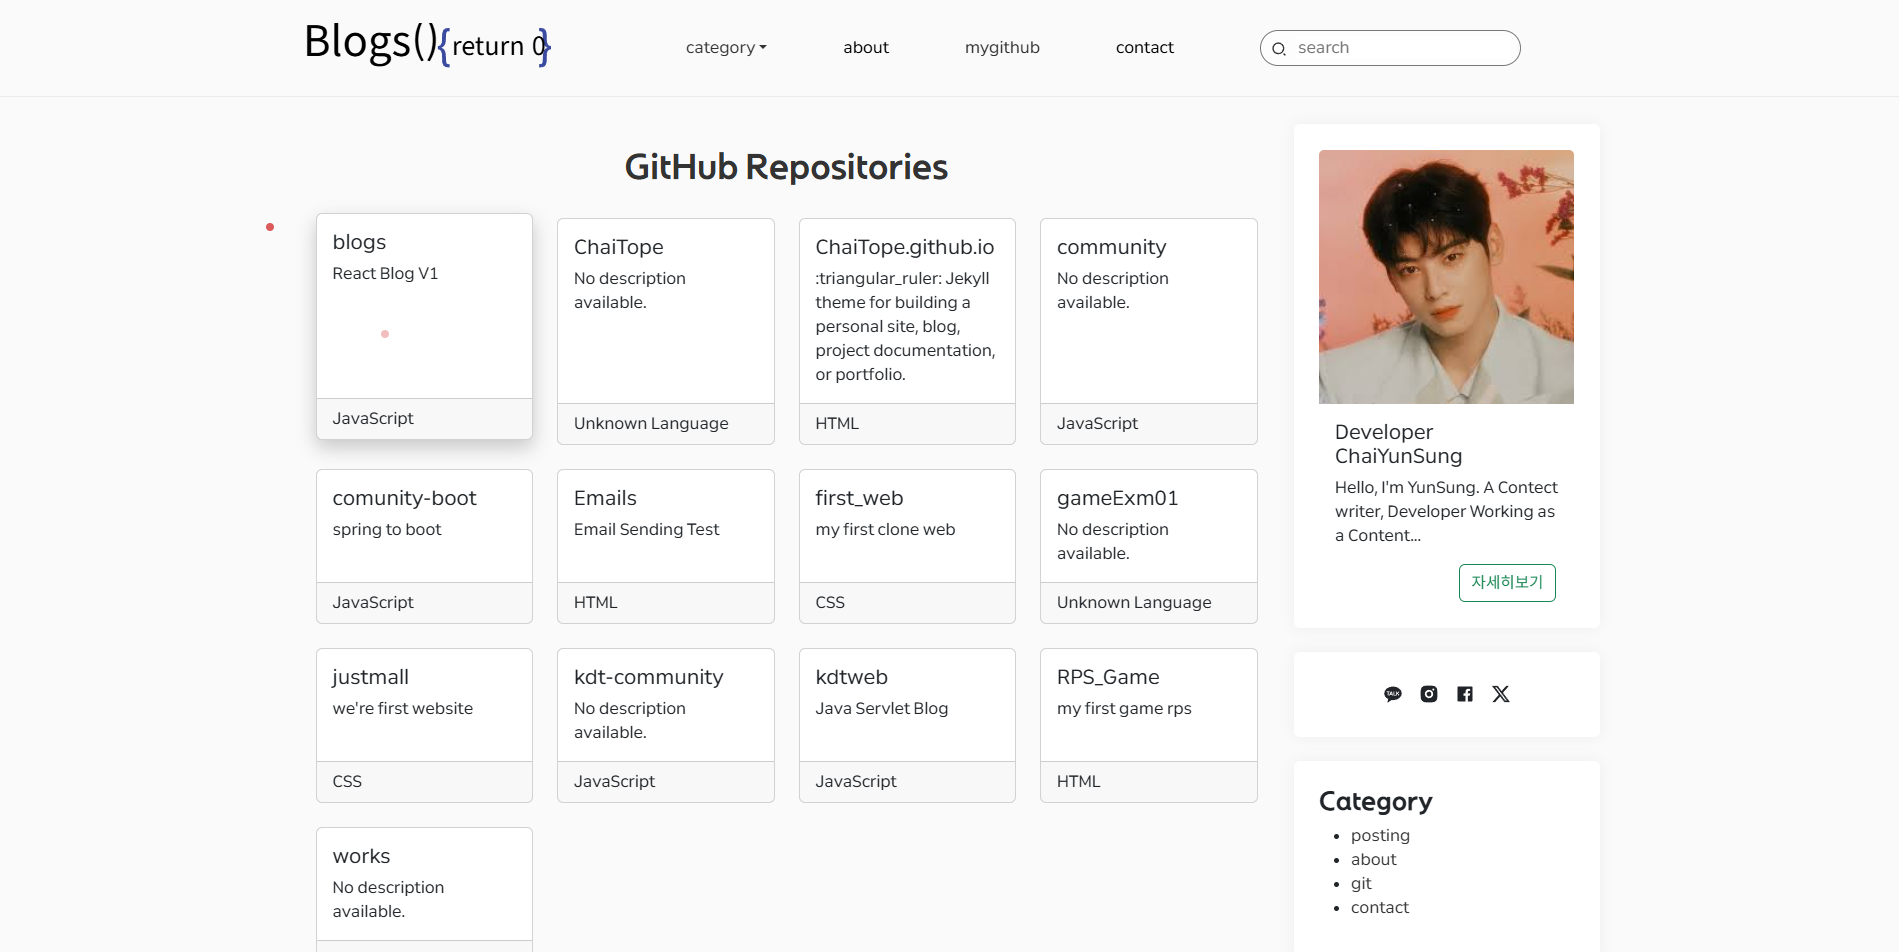 Blogs(){return 0}
category
about
mygithub
contact
search
GitHub Repositories
blogs
React Blog V1
JavaScript
ChaiTope
No description
available.
Unknown Language
ChaiTope.github.io
:triangular_ruler: Jekyll
theme for building a
personal site, blog,
project documentation,
or portfolio.
HTML
community
No description
available.
JavaScript
comunity-boot
spring to boot
JavaScript
Emails
Email Sending Test
HTML
first_web
my first clone web
CSS
gameExm01
No description
available.
Unknown Language
justmall
we're first website
CSS
kdt-community
No description
available.
JavaScript
kdtweb
Java Servlet Blog
JavaScript
RPS_Game
my first game rps
HTML
works
No description
available.
Developer
ChaiYunSung
Hello, I'm YunSung. A Contect
writer, Developer Working as
a Content...
자세히보기
TALK
Category
posting
about
git
contact